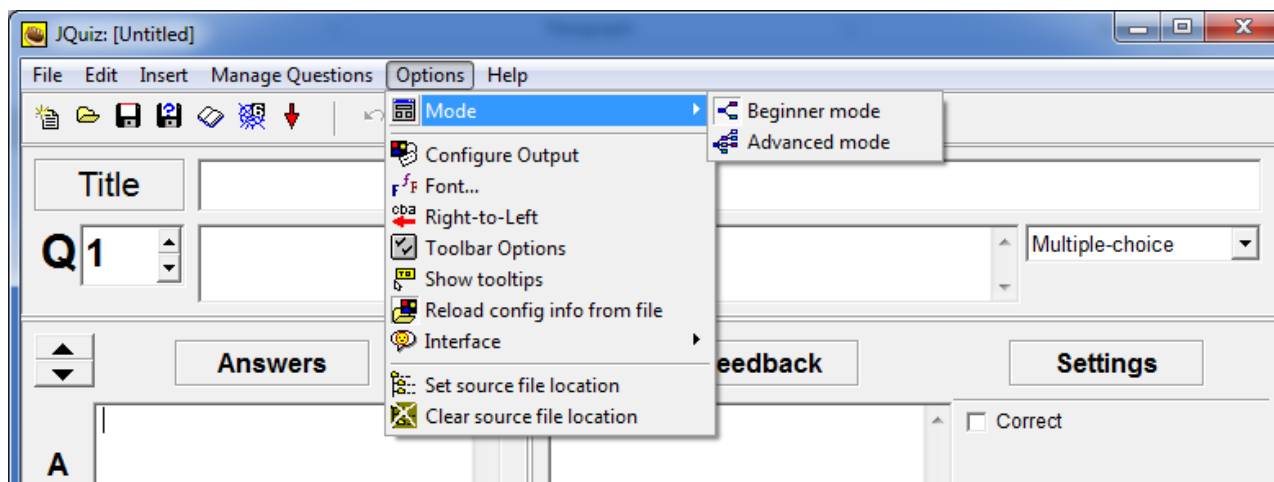 JQuiz: [Untitled]
File Edit Insert Manage Questions Options Help
Mode
Beginner mode
Advanced mode
Configure Output
Title
Font...
Right-to-Left
Q 1
Multiple-choice
Toolbar Options
Show tooltips
Reload config info from file
Interface
Answers
eedback
Settings
Set source file location
Clear source file location
Correct
A